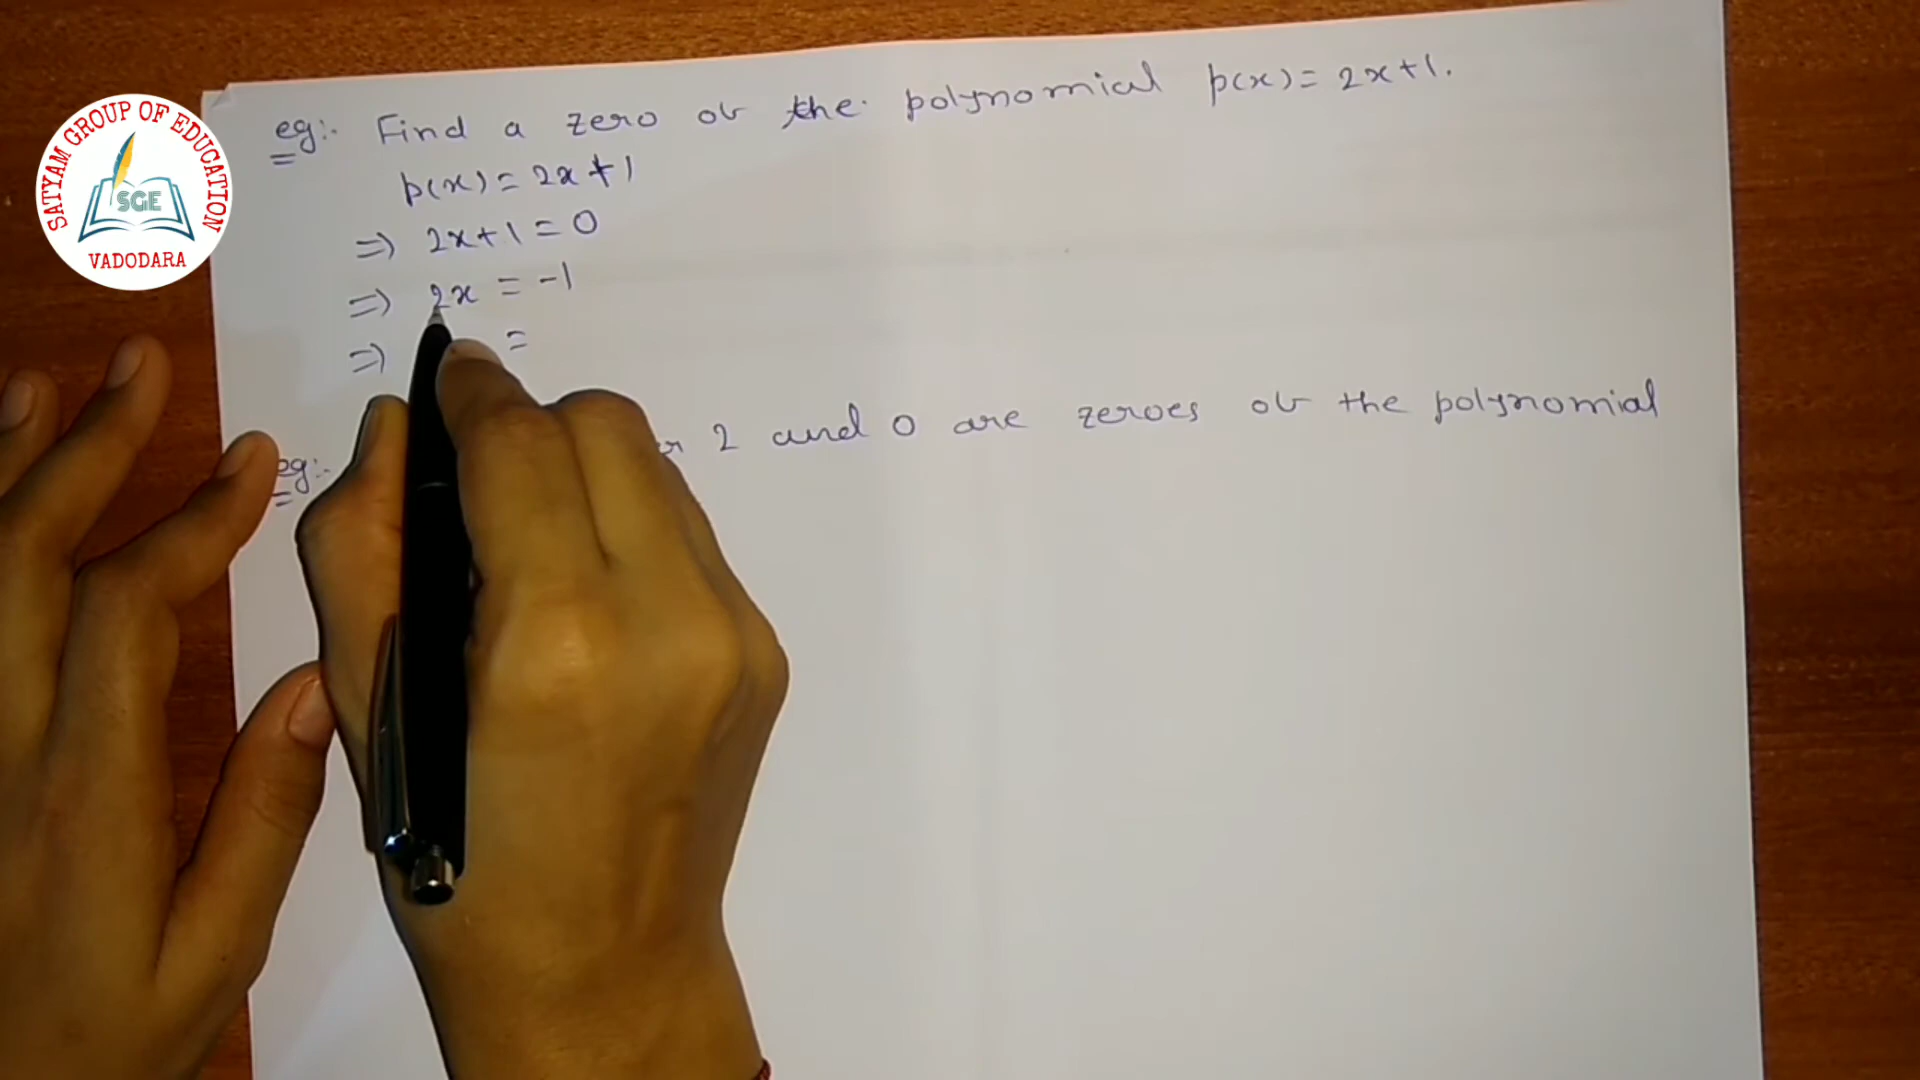 SATYAM GROUP OF EDUCATION
SGE
VADODARA
eg:- Find a zero of the polynomial p(x) = 2x+1.
p(x) = 2x+1
=> 2x+1 = 0
=> 2x = -1
=> =
eg:- 2 and 0 are zeroes of the polynomial